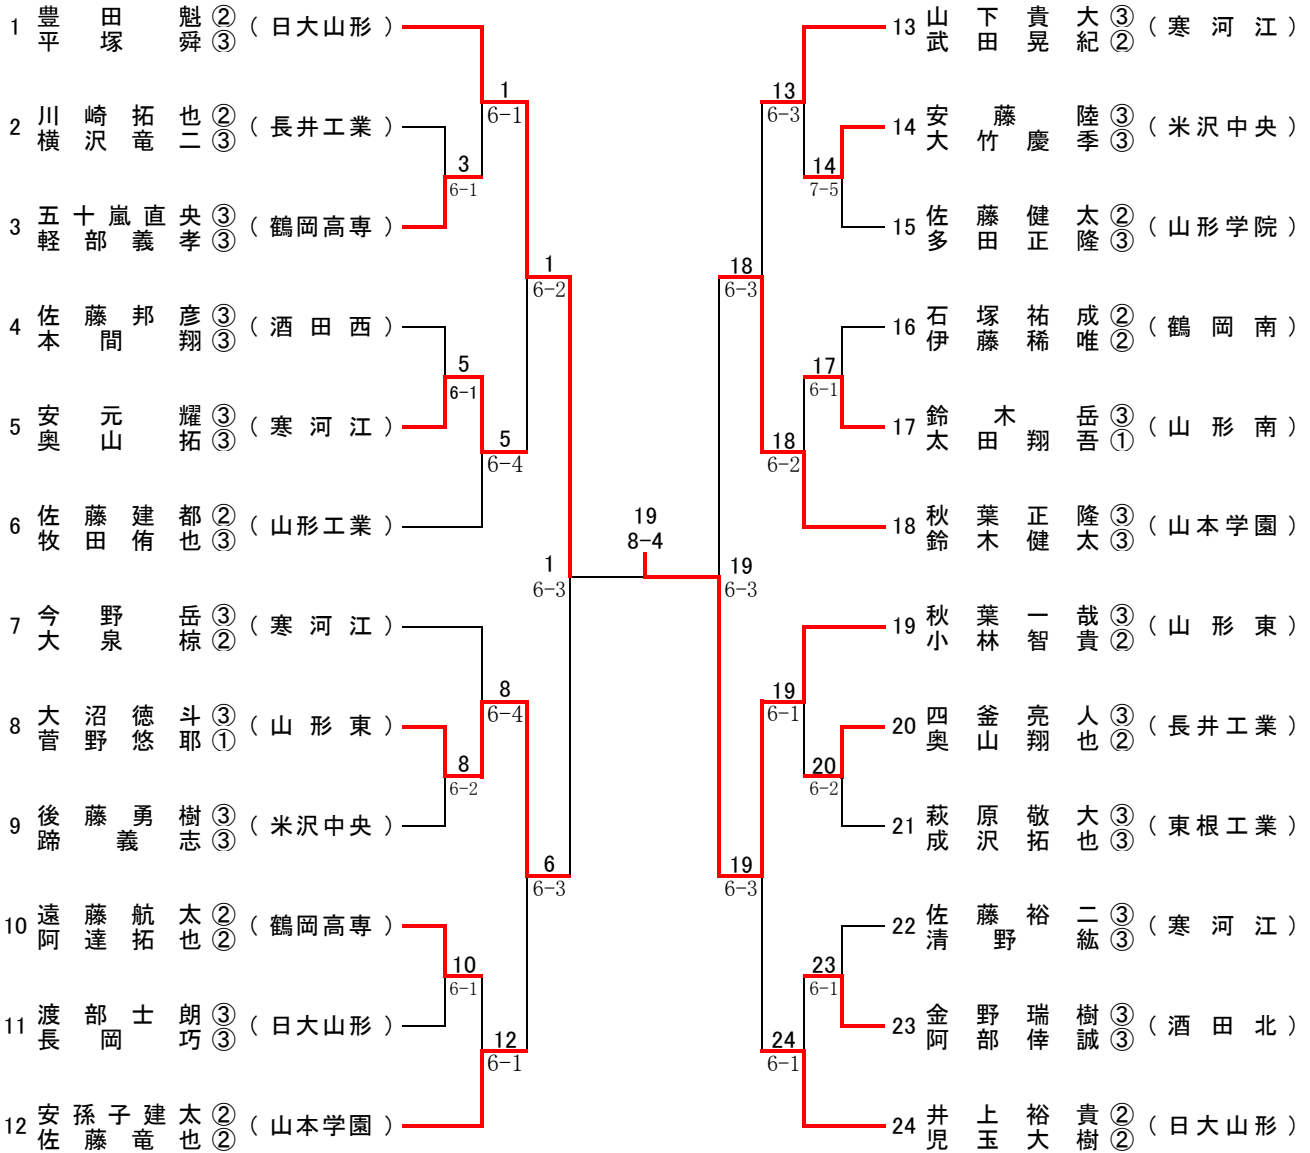 1 豊田魁② (日大山形)
平塚舜③
2 川崎拓也② (長井工業)
横沢竜二③
3 五十嵐直央③ (鶴岡高専)
軽部義孝③
4 佐藤邦彦③ (酒田西)
本間翔③
5 安元耀③ (寒河江)
奥山拓③
6 佐藤建都② (山形工業)
牧田侑也③
7 今野岳③ (寒河江)
大泉椋②
8 大沼徳斗③ (山形東)
菅野悠耶①
9 後藤勇樹③ (米沢中央)
蹄義志③
10 遠藤航太② (鶴岡高専)
阿達拓也②
11 渡部士朗③ (日大山形)
長岡巧③
12 安孫子建太② (山本学園)
佐藤竜也②
3
6-1
5
6-1
8
6-2
10
6-1
1
6-1
5
6-4
8
6-4
12
6-1
1
6-2
6
6-3
1
6-3
19
8-4
19
6-3
18
6-3
19
6-3
13
6-3
18
6-2
19
6-1
24
6-1
14
7-5
17
6-1
20
6-2
23
6-1
13 山下貴大③ (寒河江)
武田晃紀②
14 安藤陸③ (米沢中央)
大竹慶季③
15 佐藤健太② (山形学院)
多田正隆③
16 石塚祐成② (鶴岡南)
伊藤稀唯②
17 鈴木岳③ (山形南)
太田翔吾①
18 秋葉正隆③ (山本学園)
鈴木健太③
19 秋葉一哉③ (山形東)
小林智貴②
20 四釜亮人③ (長井工業)
奥山翔也②
21 萩原敬大③ (東根工業)
成沢拓也③
22 佐藤裕二③ (寒河江)
清野紘③
23 金野瑞樹③ (酒田北)
阿部倖誠③
24 井上裕貴② (日大山形)
児玉大樹②